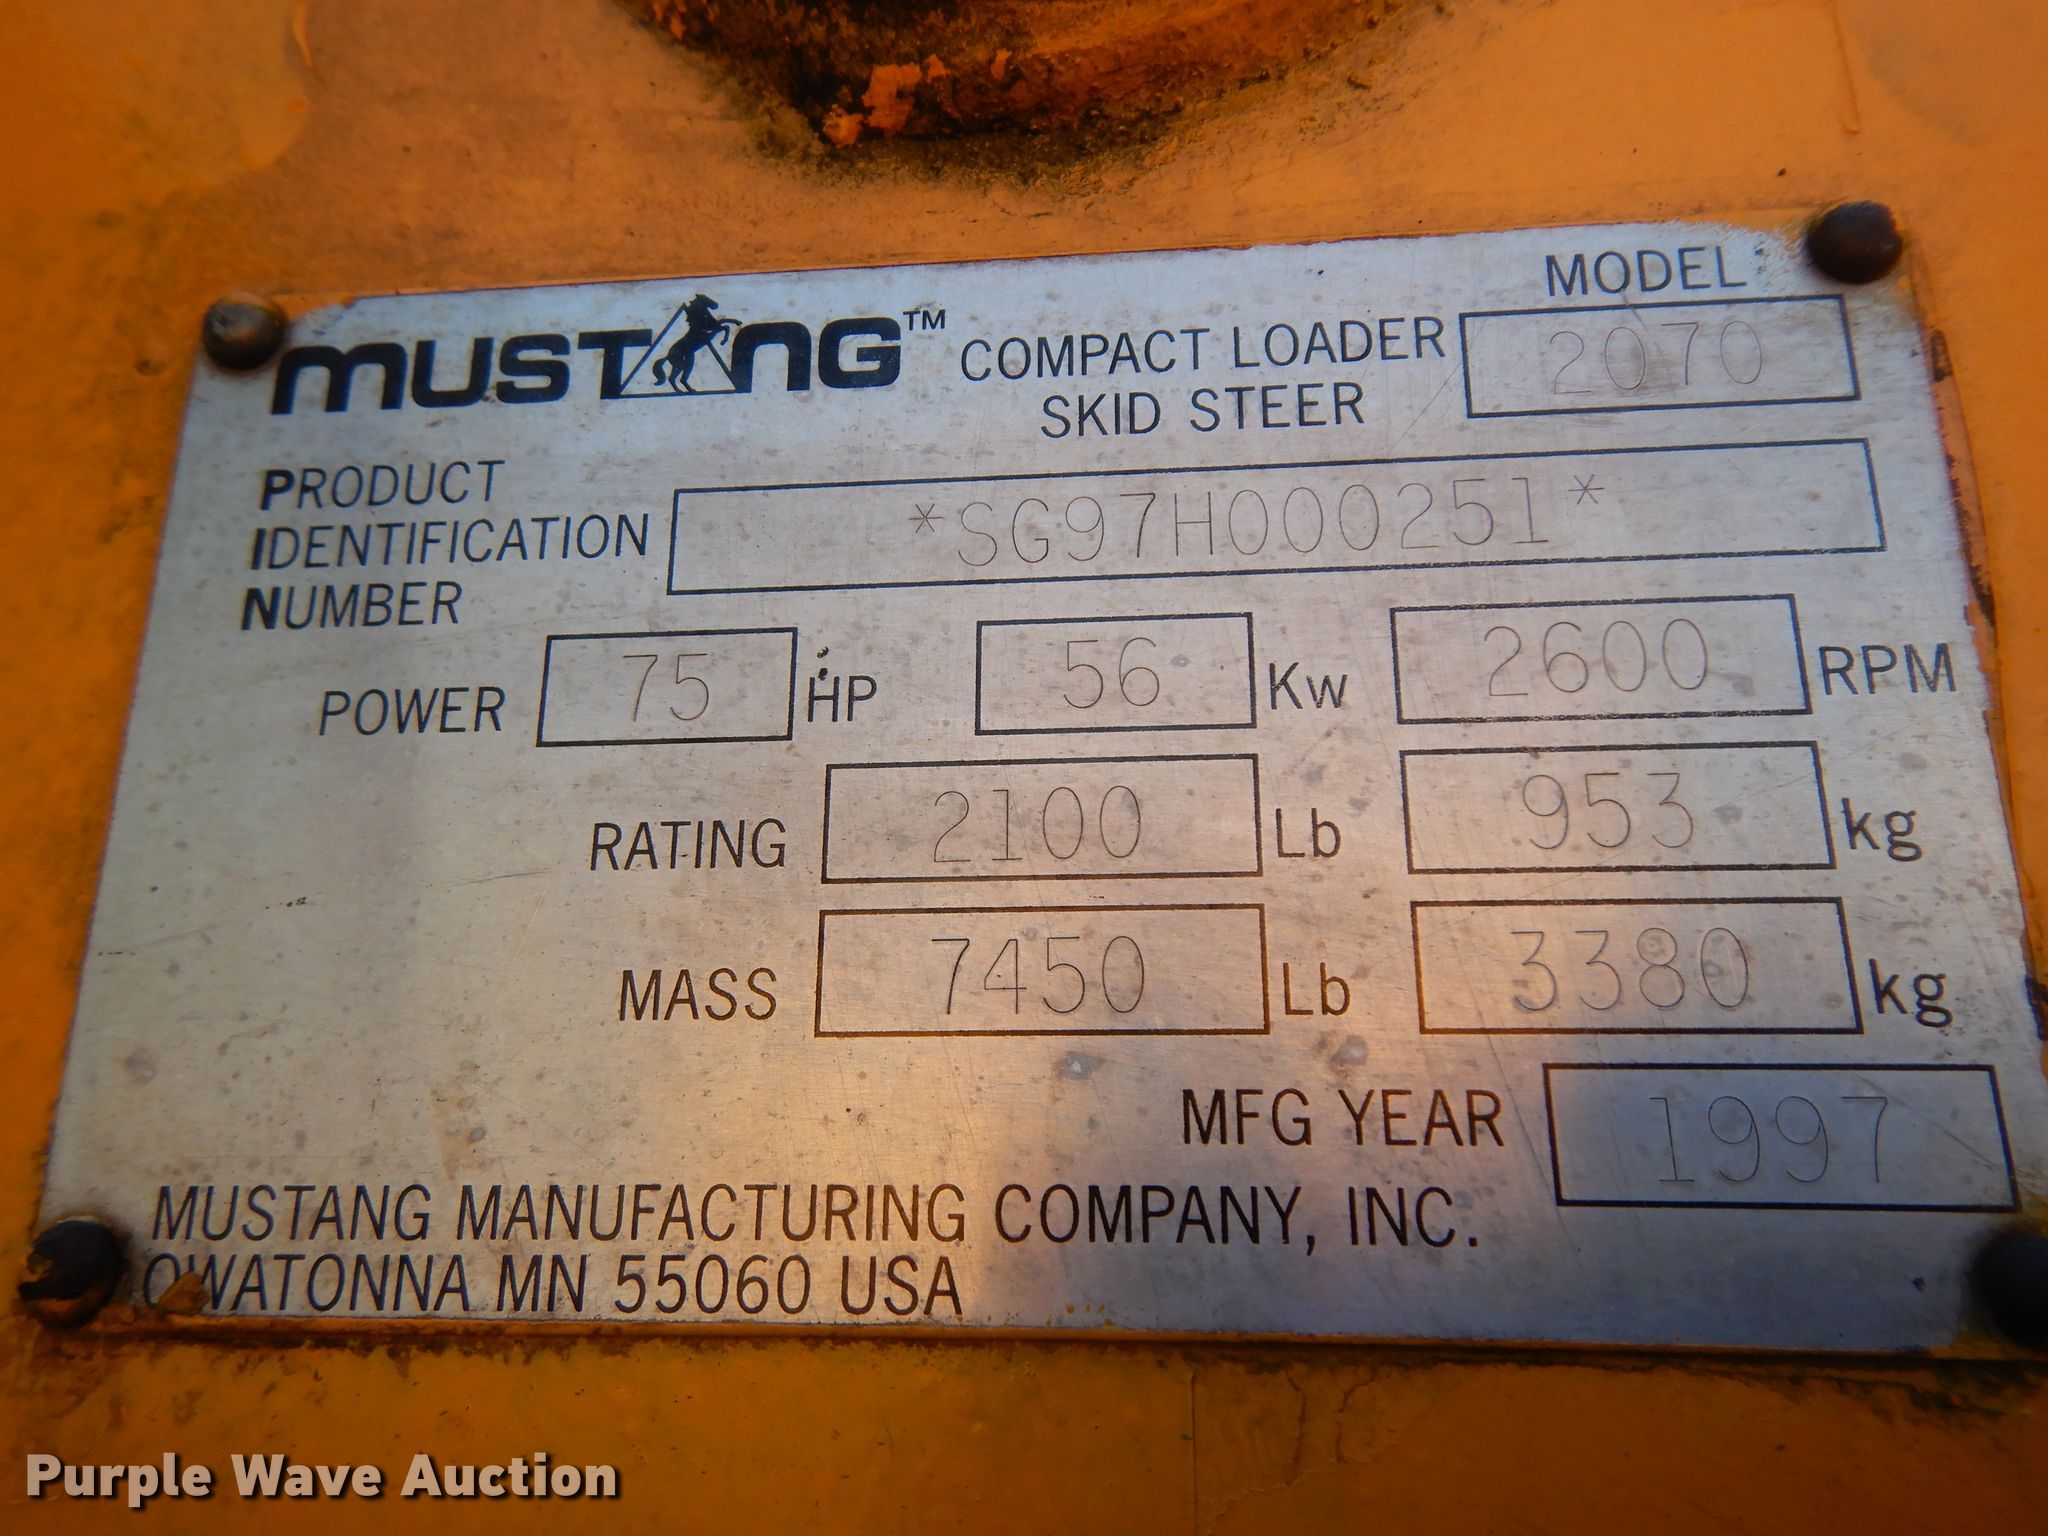 MUSTANG™ COMPACT LOADER
SKID STEER
MODEL
2070
PRODUCT
IDENTIFICATION
NUMBER
*SG97H000251*
POWER 75 HP 56 Kw 2600 RPM
RATING 2100 Lb 953 kg
MASS 7450 Lb 3380 kg
MFG YEAR 1997
MUSTANG MANUFACTURING COMPANY, INC.
OWATONNA MN 55060 USA
Purple Wave Auction